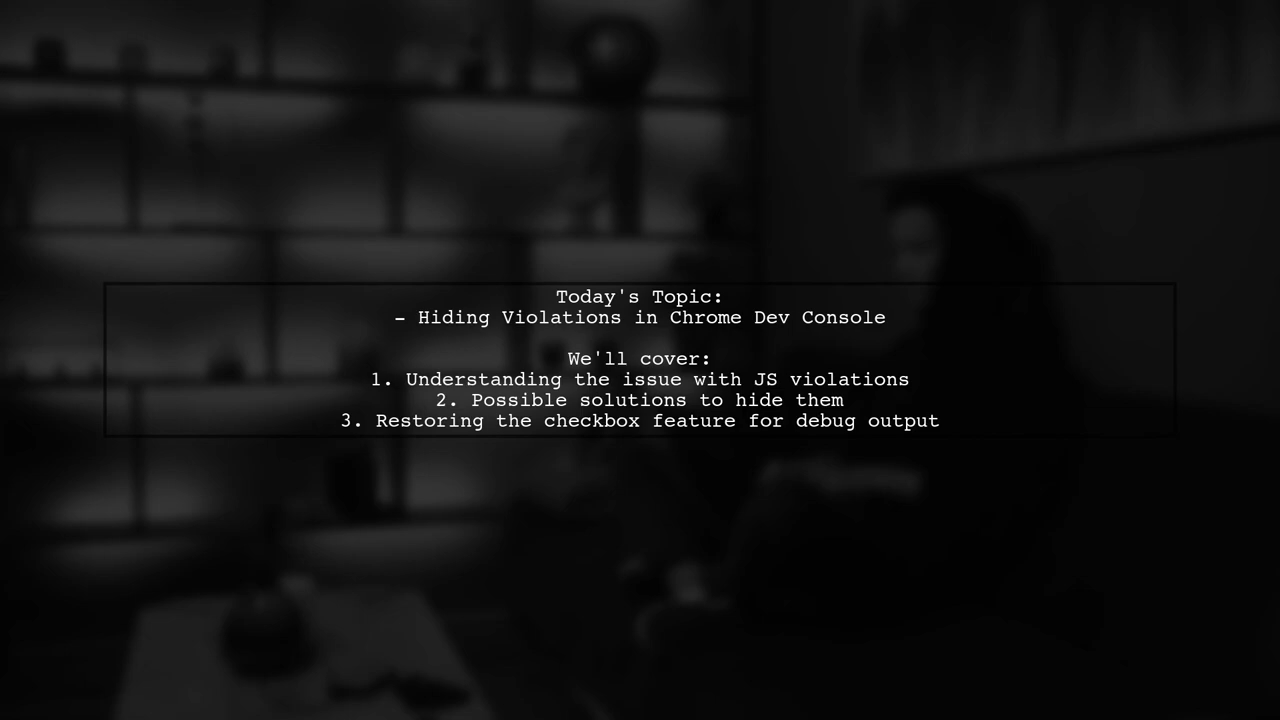 Today's Topic:
- Hiding Violations in Chrome Dev Console
We'll cover:
1. Understanding the issue with JS violations
2. Possible solutions to hide them
3. Restoring the checkbox feature for debug output